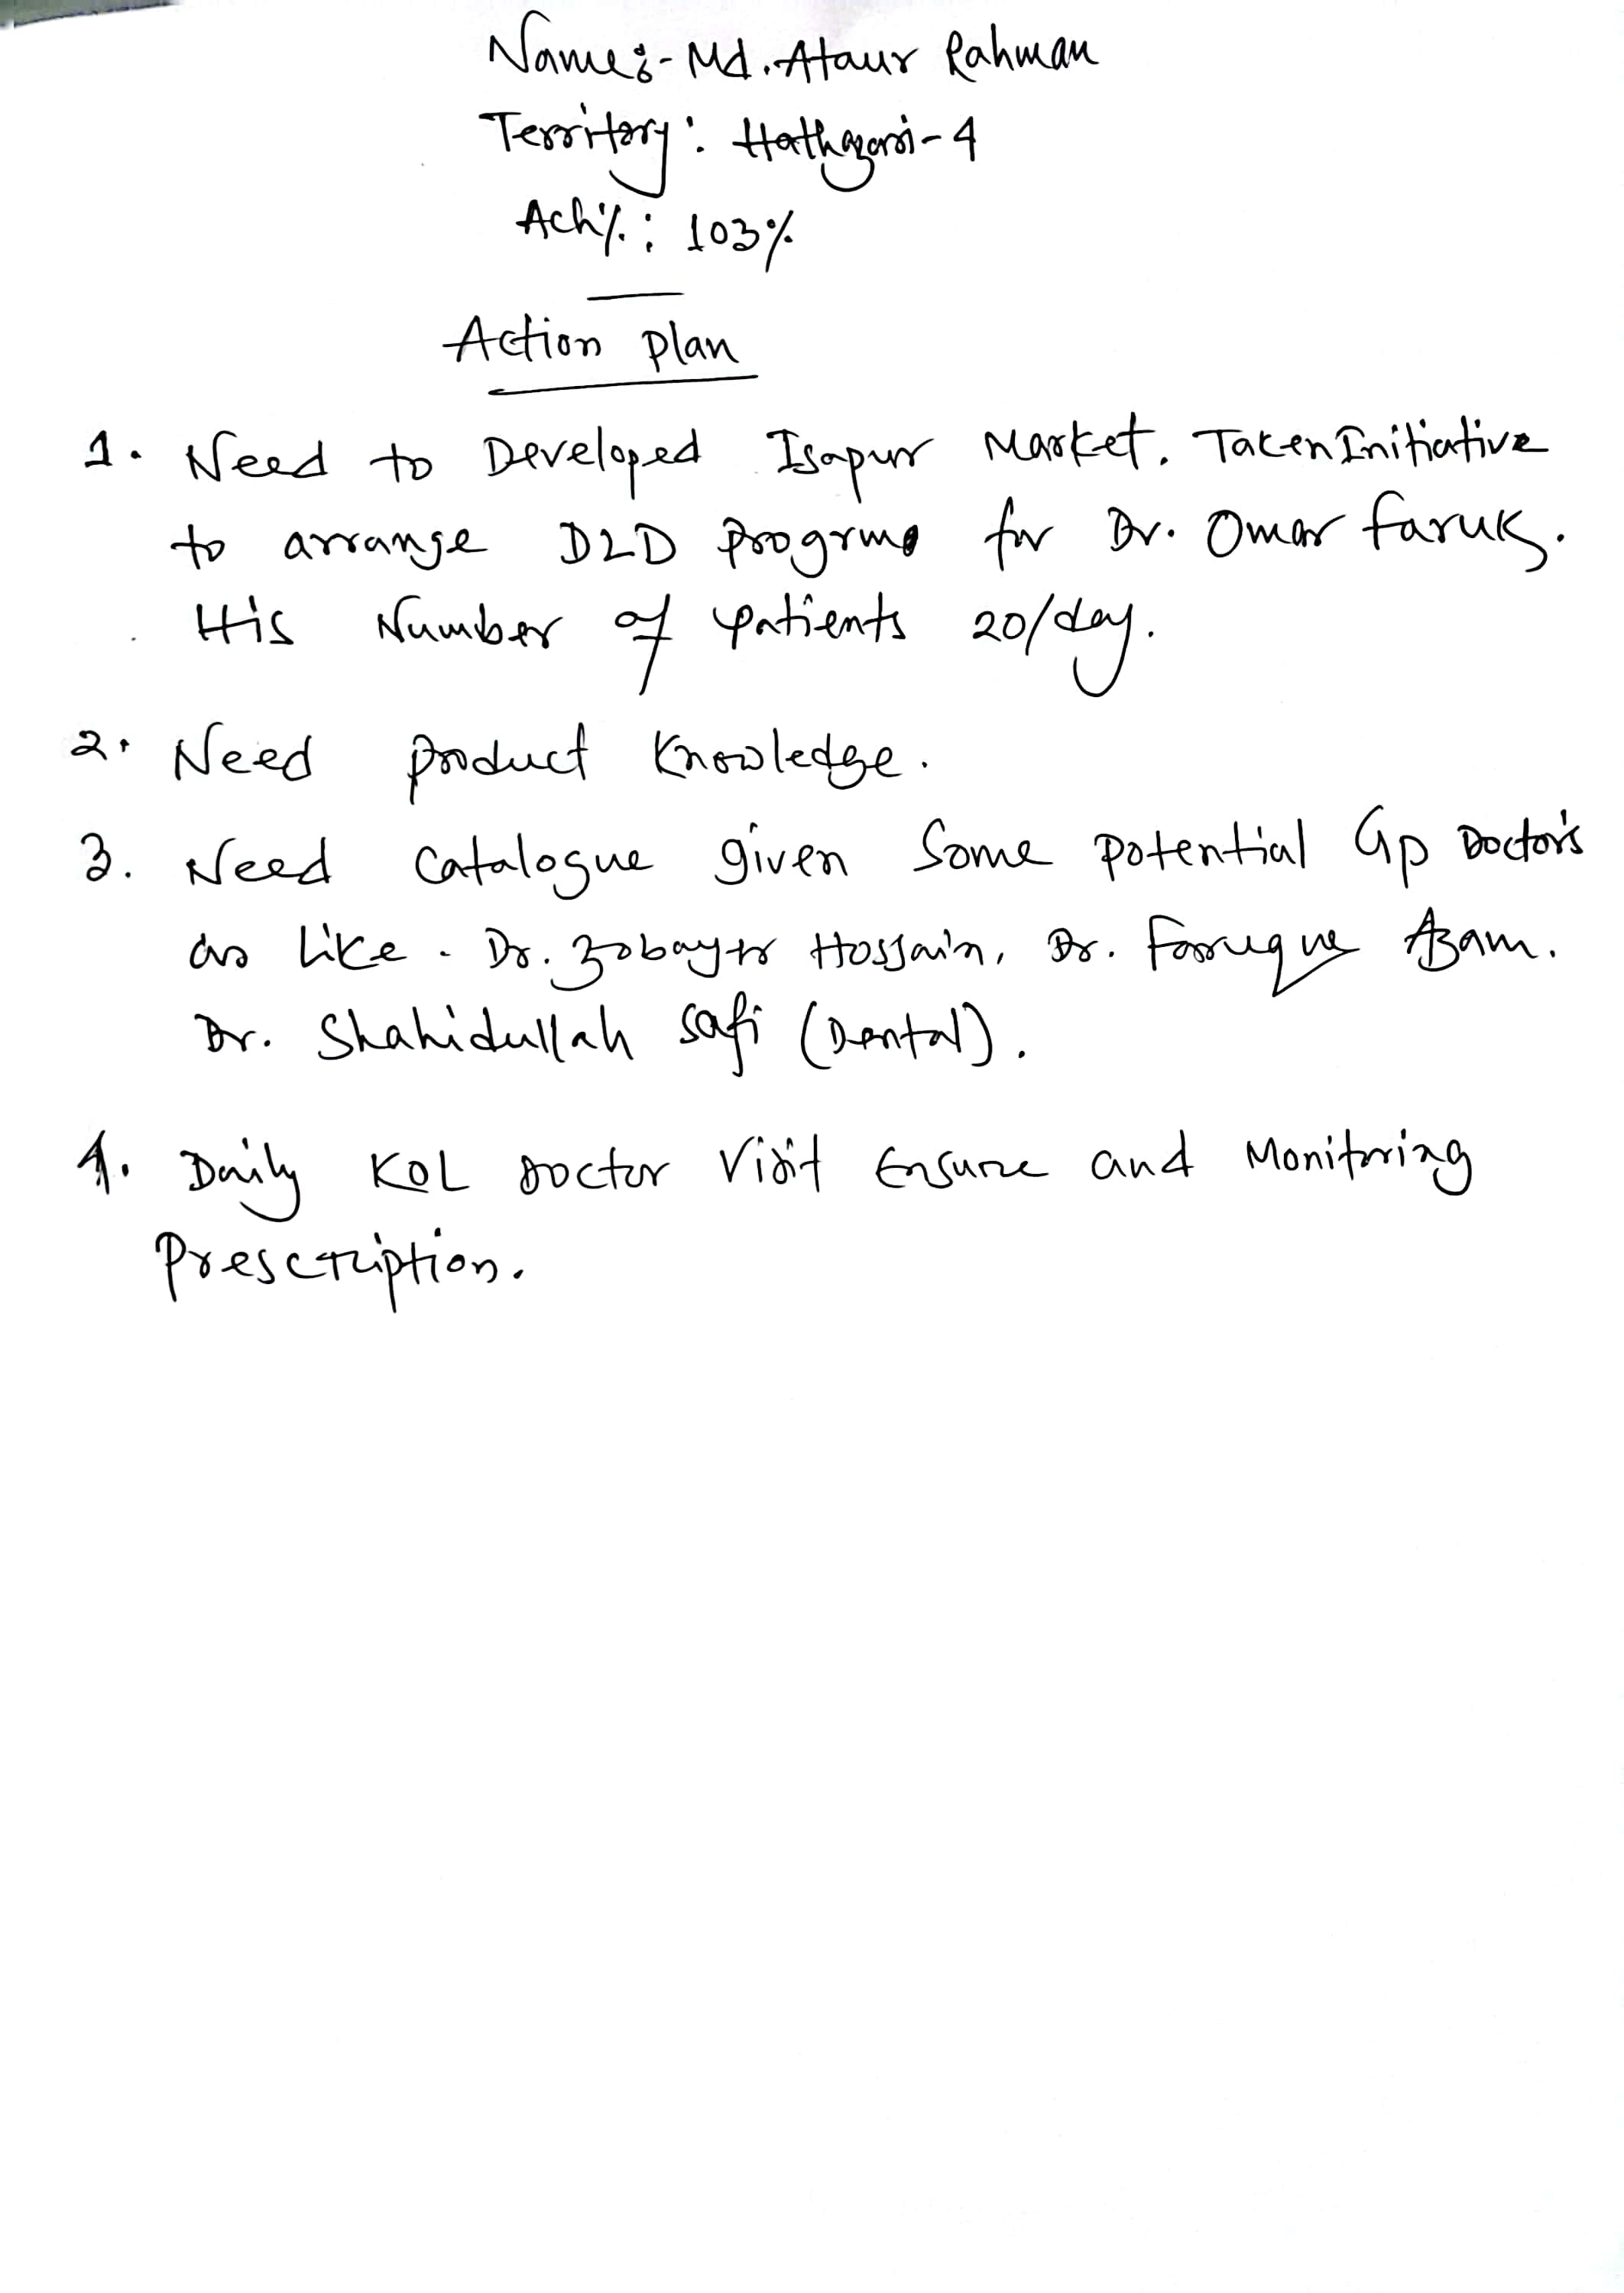 Name:- Md. Ataur Rahman
Territory: Hathazari-4
Ach%: 103%
Action plan
1. Need to Developed Isapur Market. Taken Initiative
to arrange D2D Programe for Dr. Omar faruk.
His Number of patients 20/day.
2. Need product Knowledge.
3. Need Catalogue given Some potential Gp Doctor's
as like. Dr. Zobayer Hossain, Dr. Farruque Azam.
Dr. Shahidullah Safi (Dental).
4. Daily KOL Doctor Visit Ensure and Monitoring
Prescription.